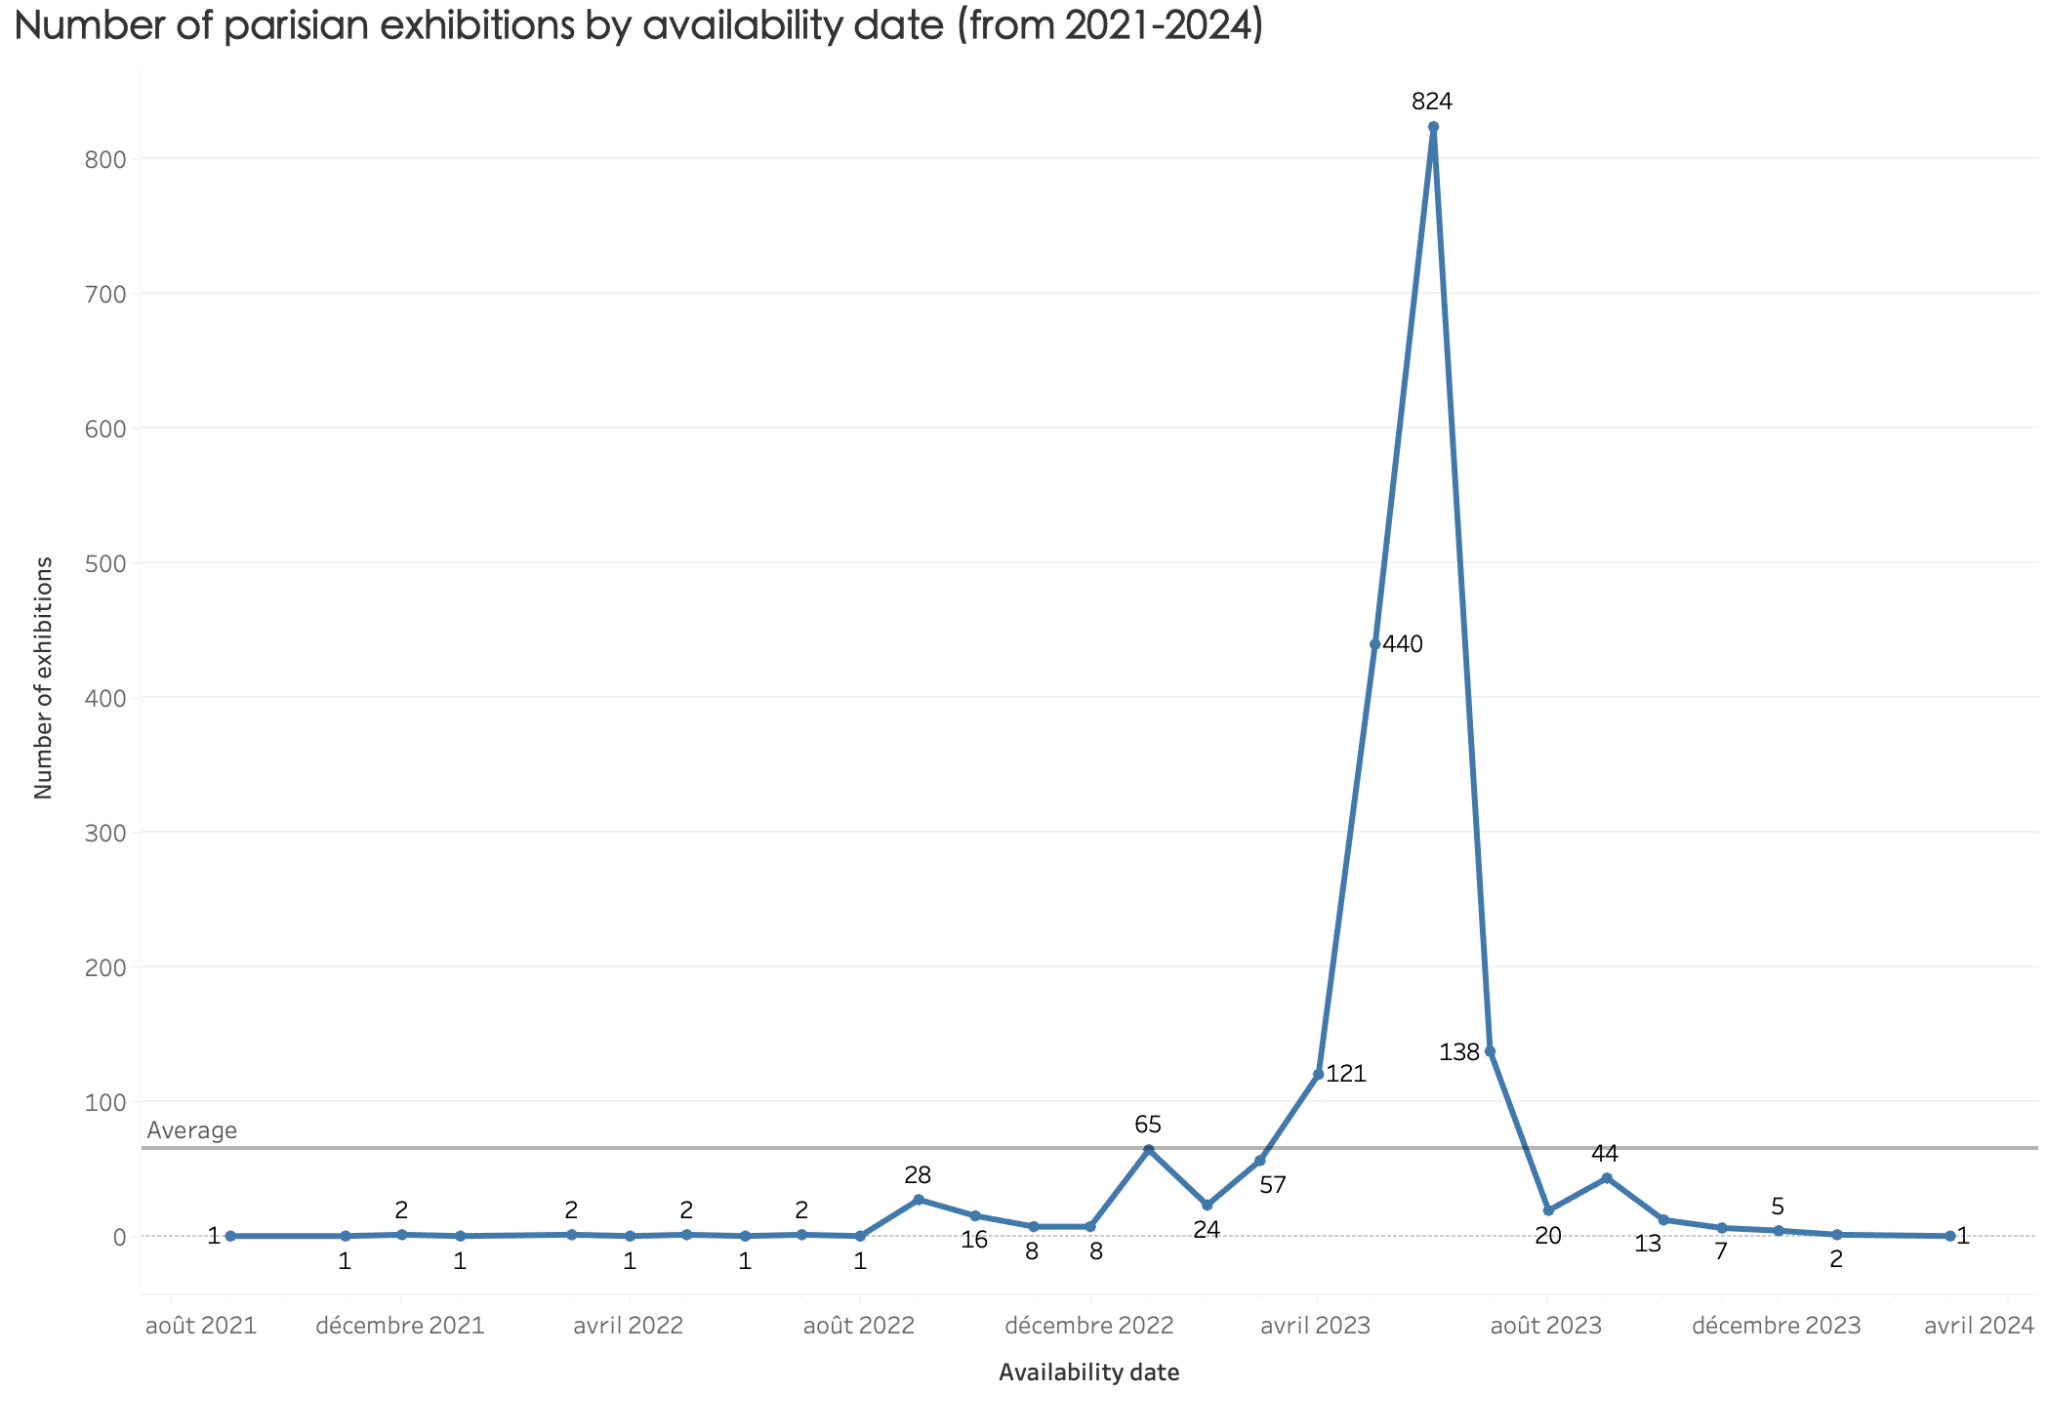 Number of parisian exhibitions by availability date (from 2021-2024)
824
800
700
600
500
400
300
200
100
0
Number of exhibitions
440
138
121
Average
65
44
28
57
2
2
2
2
5
1
16
24
20
13
1
1
1
1
1
1
8
8
7
2
août 2021
décembre 2021
avril 2022
août 2022
décembre 2022
avril 2023
août 2023
décembre 2023
avril 2024
Availability date